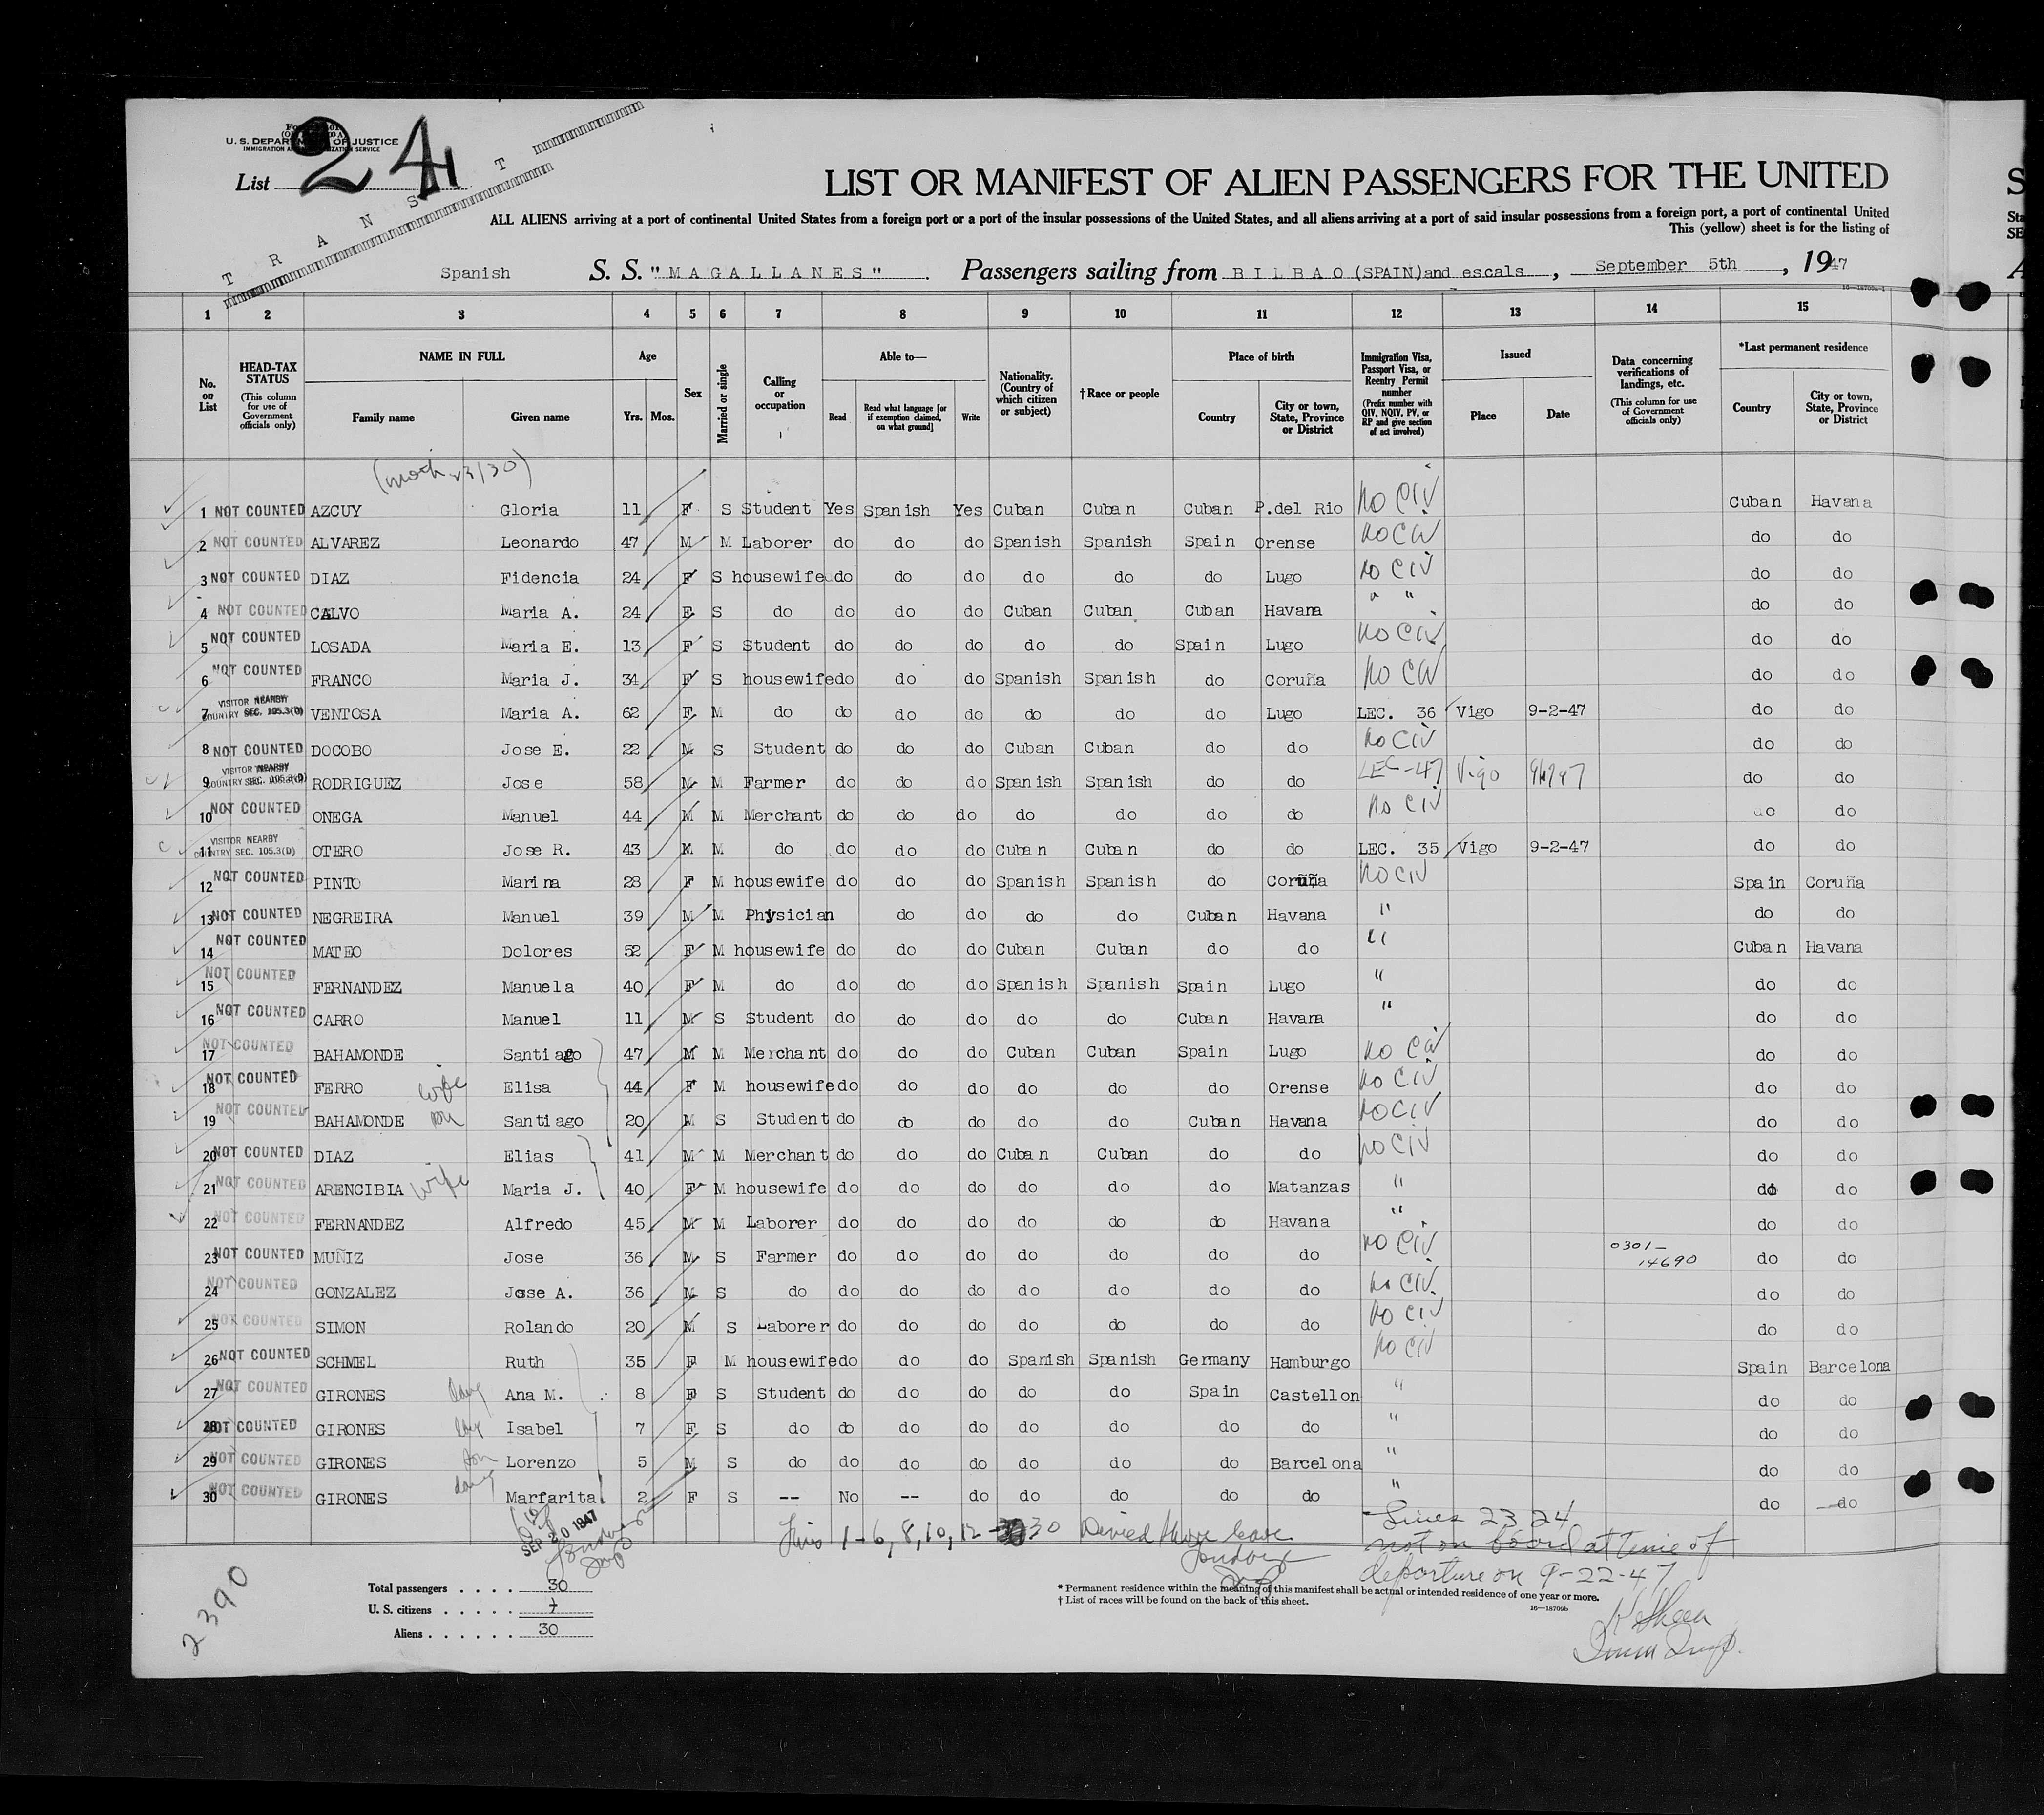 U. S. DEPARTMENT OF JUSTICE
IMMIGRATION AND NATURALIZATION SERVICE
List 24
T R A N S I T
LIST OR MANIFEST OF ALIEN PASSENGERS FOR THE UNITED
ALL ALIENS arriving at a port of continental United States from a foreign port or a port of the insular possessions of the United States, and all aliens arriving at a port of said insular possessions from a foreign port, a port of continental United
This (yellow) sheet is for the listing of
Spanish S. S. "MAGALLANES" Passengers sailing from BILBAO (SPAIN) and escals, September 5th, 1947
1 2 3 4 5 6 7 8 9 10 11 12 13 14 15
No. on List
HEAD-TAX STATUS (This column for use of Government officials only)
NAME IN FULL Family name Given name
Age Yrs. Mos.
Sex
Married or single
Calling or occupation
Able to— Read Read what language [or if exemption claimed, on what ground] Write
Nationality. (Country of which citizen or subject)
†Race or people
Place of birth Country City or town, State, Province or District
Immigration Visa, Passport Visa, or Reentry Permit number (Prefix number with QIV, NQIV, PV, or RP and give section of act involved)
Issued Place Date
Data concerning verifications of landings, etc. (This column for use of Government officials only)
*Last permanent residence Country City or town, State, Province or District
1 NOT COUNTED AZCUY Gloria 11 F S Student Yes Spanish Yes Cuban Cuban Cuban P.del Rio NO CIV Cuban Havana
2 NOT COUNTED ALVAREZ Leonardo 47 M M Laborer do do do Spanish Spanish Spain Orense NO CIV do do
3 NOT COUNTED DIAZ Fidencia 24 F S housewife do do do do do do Lugo NO CIV do do
4 NOT COUNTED CALVO Maria A. 24 F S do do do do Cuban Cuban Cuban Havana " " do do
5 NOT COUNTED LOSADA Maria E. 13 F S Student do do do do do Spain Lugo NO CIV do do
6 NOT COUNTED FRANCO Maria J. 34 F S housewife do do do Spanish Spanish do Coruña NO CIV do do
7 VISITOR NEARBY COUNTRY SEC. 105.3(D) VENTOSA Maria A. 62 F M do do do do do do do Lugo LEC. 36 Vigo 9-2-47 do do
8 NOT COUNTED DOCOBO Jose E. 22 M S Student do do do Cuban Cuban do do NO CIV do do
9 VISITOR NEARBY COUNTRY SEC. 105.3(D) RODRIGUEZ Jose 58 M M Farmer do do do Spanish Spanish do do LEC-47 Vigo do do
10 NOT COUNTED ONEGA Manuel 44 M M Merchant do do do do do do do NO CIV do do
11 VISITOR NEARBY COUNTRY SEC. 105.3(D) OTERO Jose R. 43 M M do do do do Cuban Cuban do do LEC. 35 Vigo 9-2-47 do do
12 NOT COUNTED PINTO Marina 28 F M housewife do do do Spanish Spanish do Coruña NO CIV Spain Coruña
13 NOT COUNTED NEGREIRA Manuel 39 M M Physician do do do do Cuban Havana " do do
14 NOT COUNTED MATEO Dolores 52 F M housewife do do do Cuban Cuban do do " Cuban Havana
15 NOT COUNTED FERNANDEZ Manuela 40 F M do do do do Spanish Spanish Spain Lugo " do do
16 NOT COUNTED CARRO Manuel 11 M S Student do do do do do Cuban Havana " do do
17 NOT COUNTED BAHAMONDE Santiago 47 M M Merchant do do do Cuban Cuban Spain Lugo NO CIV do do
18 NOT COUNTED FERRO wife Elisa 44 F M housewife do do do do do do Orense NO CIV do do
19 NOT COUNTED BAHAMONDE son Santiago 20 M S Student do do do do do Cuban Havana NO CIV do do
20 NOT COUNTED DIAZ Elias 41 M M Merchant do do do Cuban Cuban do do NO CIV do do
21 NOT COUNTED ARENCIBIA wife Maria J. 40 F M housewife do do do do do do Matanzas " do do
22 NOT COUNTED FERNANDEZ Alfredo 45 M M Laborer do do do do do do Havana " do do
23 NOT COUNTED MUÑIZ Jose 36 M S Farmer do do do do do do do NO CIV 0301-14690 do do
24 NOT COUNTED GONZALEZ Jose A. 36 M S do do do do do do do do NO CIV do do
25 NOT COUNTED SIMON Rolando 20 M S Laborer do do do do do do do NO CIV do do
26 NOT COUNTED SCHMEL Ruth 35 F M housewife do do do Spanish Spanish Germany Hamburgo NO CIV Spain Barcelona
27 NOT COUNTED GIRONES daug Ana M. 8 F S Student do do do do do Spain Castellon " do do
28 NOT COUNTED GIRONES daug Isabel 7 F S do do do do do do do do " do do
29 NOT COUNTED GIRONES son Lorenzo 5 M S do do do do do do do Barcelona " do do
30 NOT COUNTED GIRONES daug Marfarita 2 F S -- No -- do do do do do " do do
SEP 20 1947
Lines 1-6, 8, 10, 12-30 Denied shore leave
Lines 23 24
not on board at time of
departure on 9-22-47
Total passengers 30
U. S. citizens
Aliens 30
2390
* Permanent residence within the meaning of this manifest shall be actual or intended residence of one year or more.
† List of races will be found on the back of this sheet.
16—18709b